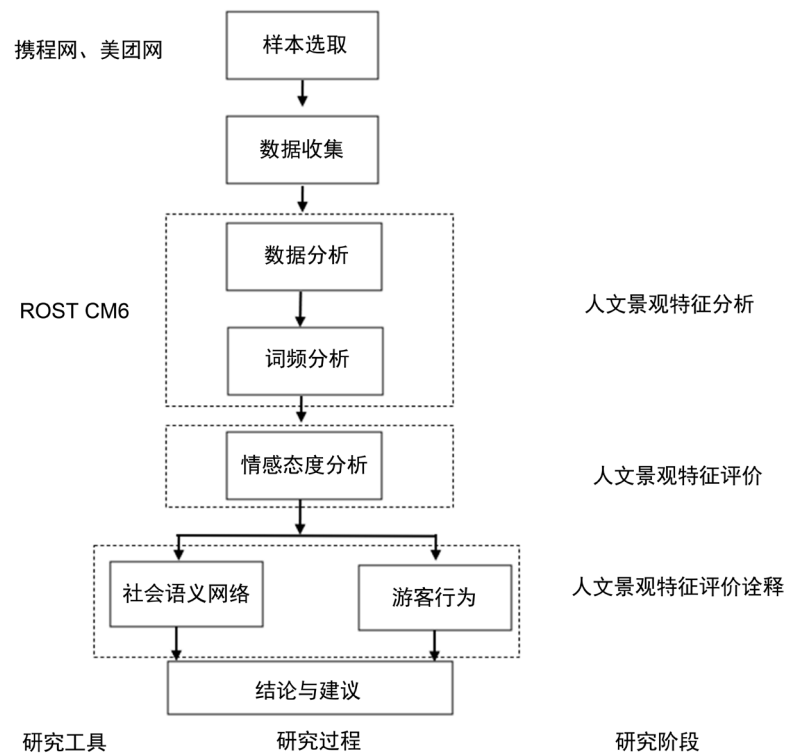 样本选取
携程网、美团网
数据收集
数据分析
ROST CM6
人文景观特征分析
词频分析
情感态度分析
人文景观特征评价
社会语义网络
游客行为
人文景观特征评价诠释
结论与建议
研究工具
研究过程
研究阶段